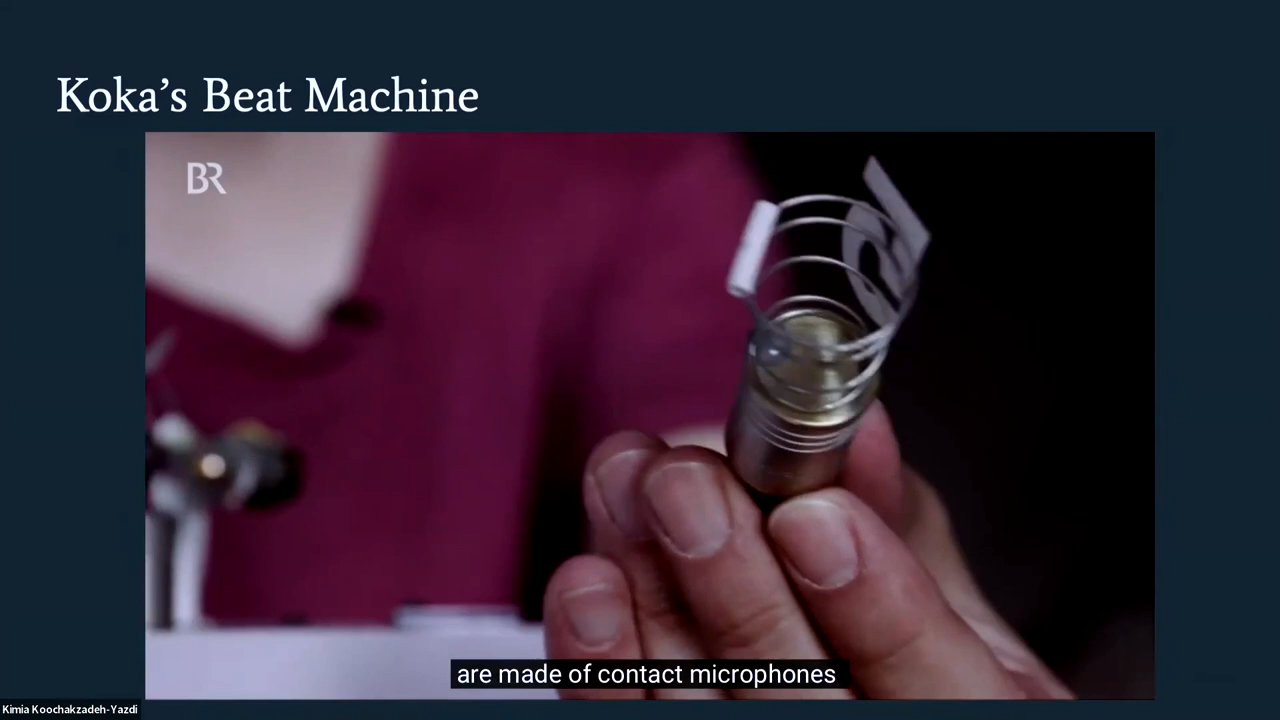 Koka’s Beat Machine
BR
are made of contact microphones
Kimia Koochakzadeh-Yazdi